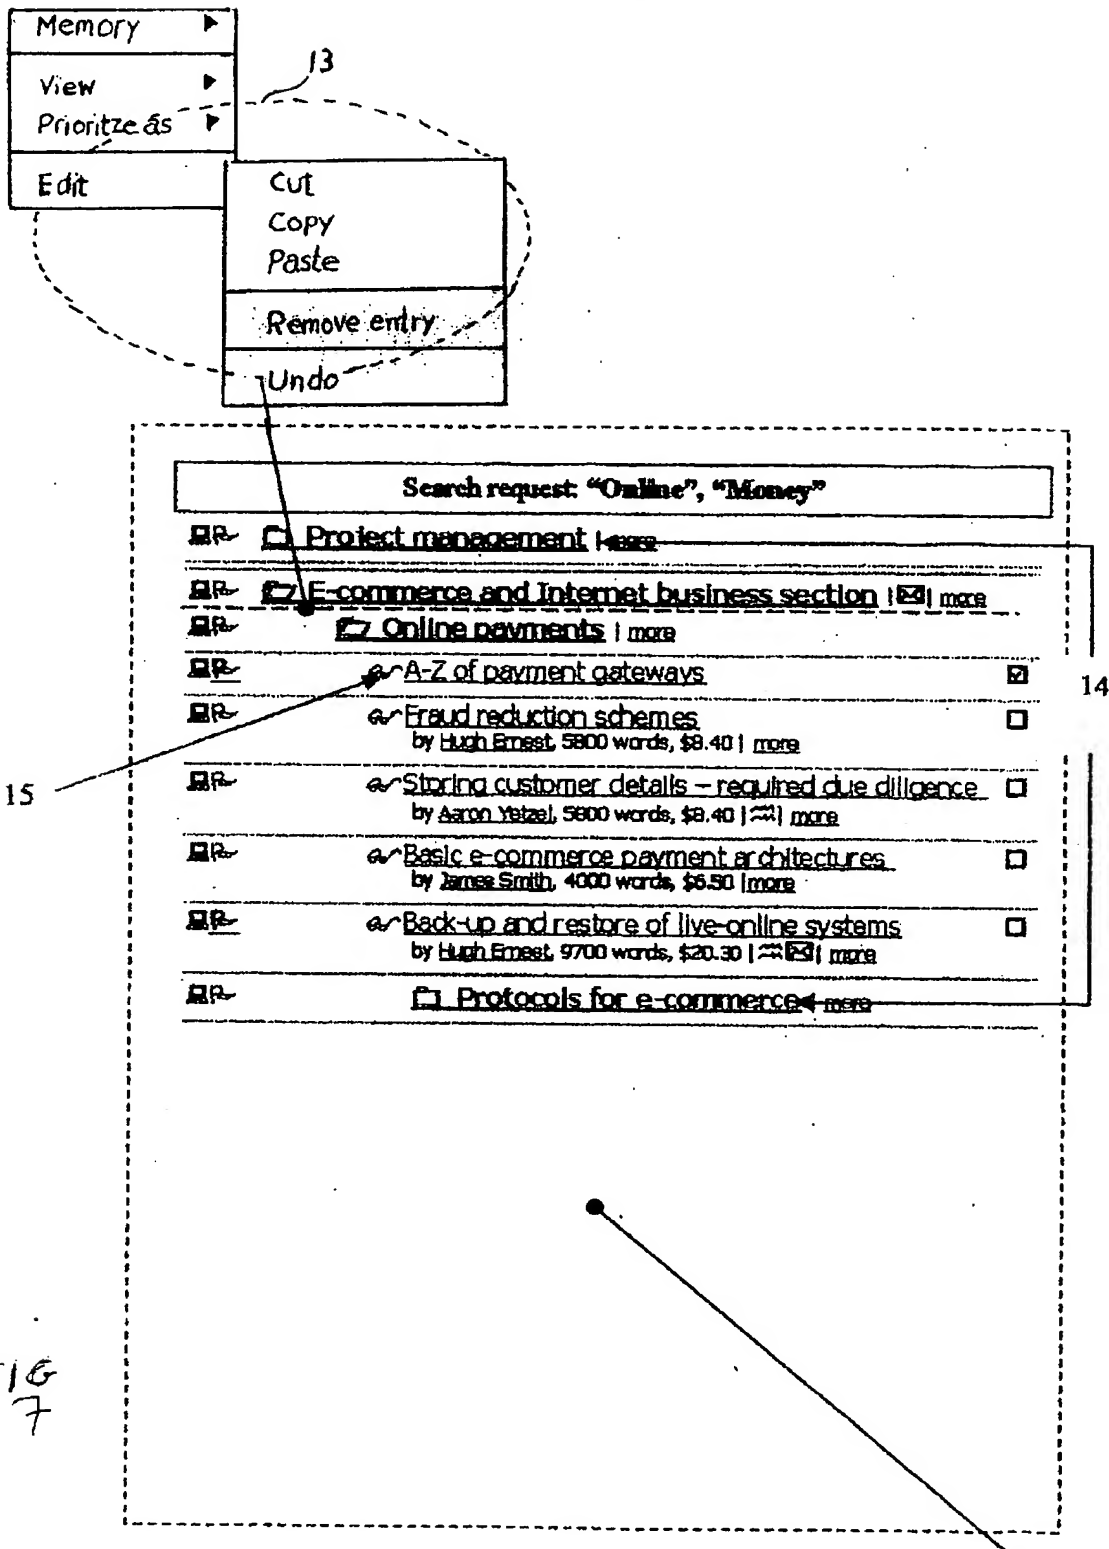 Memory
13
View
Prioritze as
Edit
Cut
Copy
Paste
Remove entry
Undo
Search request: “Online”, “Money”
Project management | more
E-commerce and Internet business section | | more
Online payments | more
A-Z of payment gateways
14
Fraud reduction schemes
by Hugh Ernest, 5800 words, $8.40 | more
15
Storing customer details – required due diligence
by Aaron Yetzel, 5800 words, $8.40 | | more
Basic e-commerce payment architectures
by James Smith, 4000 words, $6.50 | more
Back-up and restore of live-online systems
by Hugh Ernest, 9700 words, $20.30 | | more
Protocols for e-commerce more
FIG
7